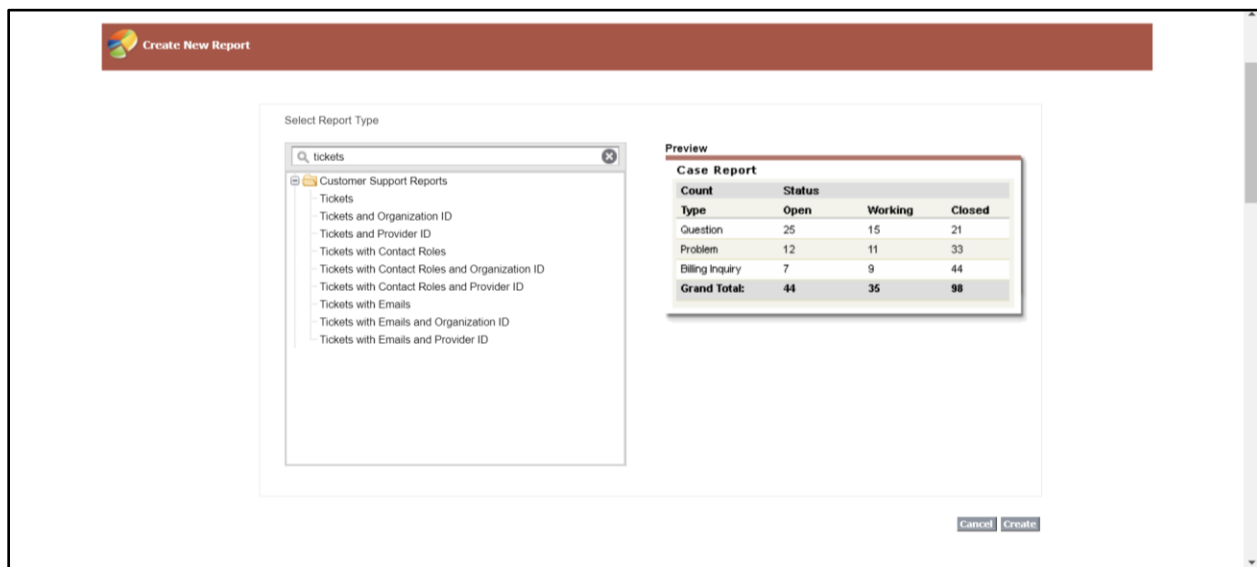 Create New Report
Select Report Type
tickets
Customer Support Reports
Tickets
Tickets and Organization ID
Tickets and Provider ID
Tickets with Contact Roles
Tickets with Contact Roles and Organization ID
Tickets with Contact Roles and Provider ID
Tickets with Emails
Tickets with Emails and Organization ID
Tickets with Emails and Provider ID
Preview
Case Report
Count Status
Type Open Working Closed
Question 25 15 21
Problem 12 11 33
Billing Inquiry 7 9 44
Grand Total: 44 35 98
Cancel Create